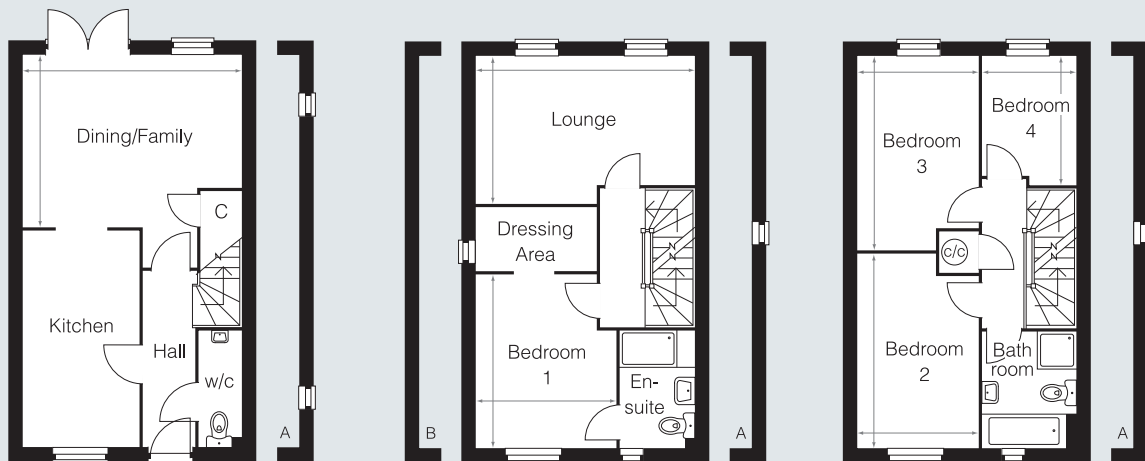 Dining/Family
C
Kitchen
Hall
w/c
A
B
Lounge
Dressing
Area
Bedroom
1
En-
suite
A
Bedroom
3
Bedroom
4
c/c
Bedroom
2
Bath
room
A